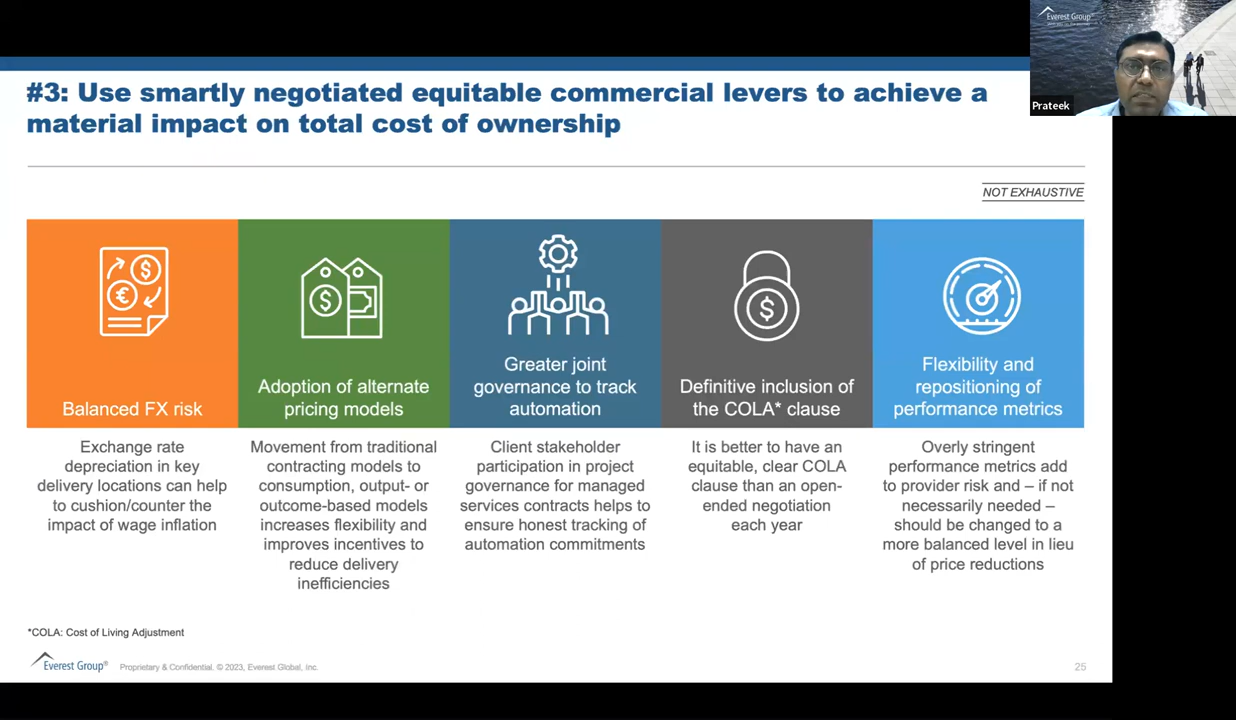 #3: Use smartly negotiated equitable commercial levers to achieve a
material impact on total cost of ownership
Everest Group
Prateek
NOT EXHAUSTIVE
Balanced FX risk
Exchange rate
depreciation in key
delivery locations can help
to cushion/counter the
impact of wage inflation
Adoption of alternate
pricing models
Movement from traditional
contracting models to
consumption, output- or
outcome-based models
increases flexibility and
improves incentives to
reduce delivery
inefficiencies
Greater joint
governance to track
automation
Client stakeholder
participation in project
governance for managed
services contracts helps to
ensure honest tracking of
automation commitments
Definitive inclusion of
the COLA* clause
It is better to have an
equitable, clear COLA
clause than an open-
ended negotiation
each year
Flexibility and
repositioning of
performance metrics
Overly stringent
performance metrics add
to provider risk and – if not
necessarily needed –
should be changed to a
more balanced level in lieu
of price reductions
*COLA: Cost of Living Adjustment
Everest Group® Proprietary & Confidential. © 2023, Everest Global, Inc.
25